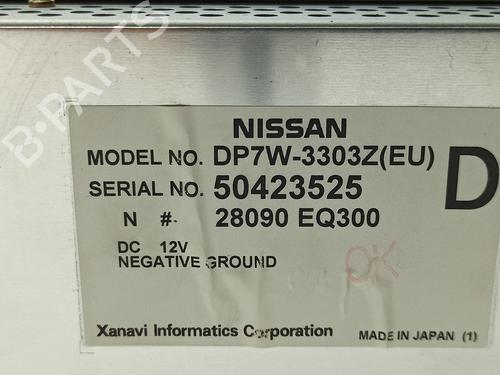 B-PARTS
NISSAN
MODEL NO. DP7W-3303Z(EU)
SERIAL NO. 50423525
D
N # 28090 EQ300
DC 12V
NEGATIVE GROUND
OK
Xanavi Informatics Corporation
MADE IN JAPAN (1)